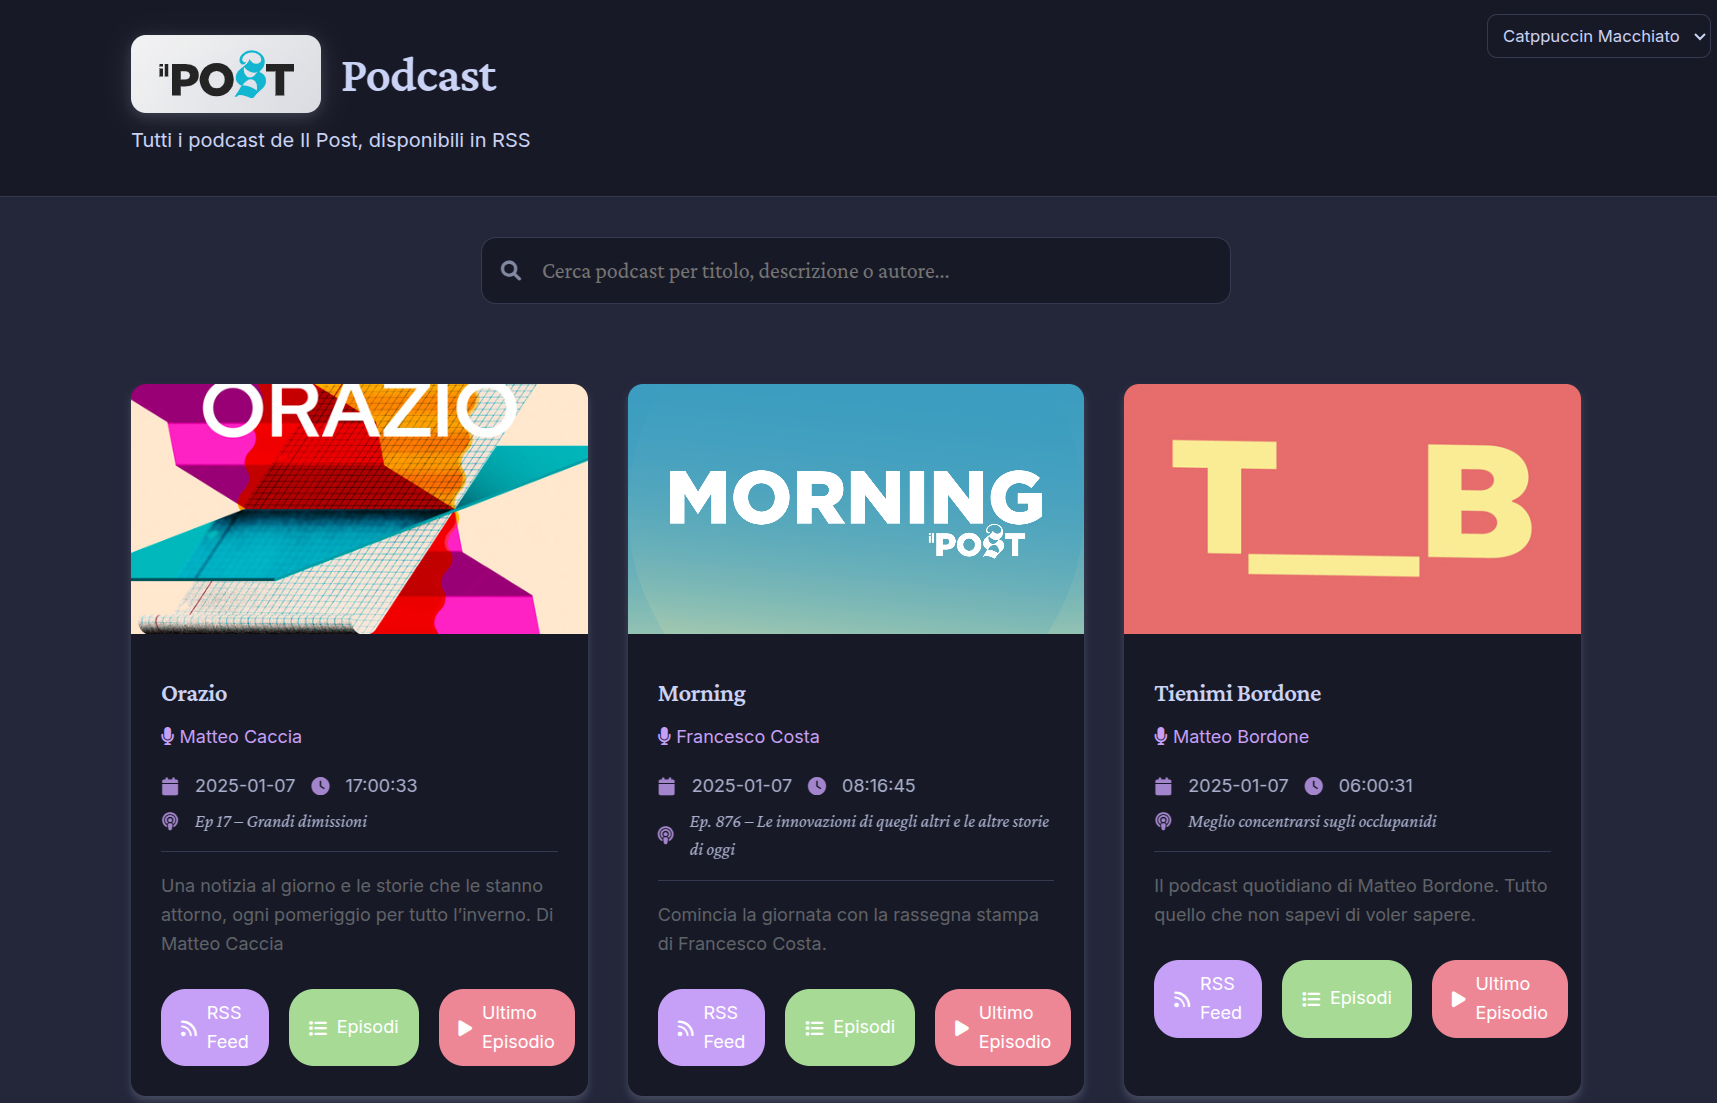 Catppuccin Macchiato
il POST Podcast
Tutti i podcast de Il Post, disponibili in RSS
Cerca podcast per titolo, descrizione o autore...
ORAZIO
Orazio
Matteo Caccia
2025-01-07 17:00:33
Ep 17 – Grandi dimissioni
Una notizia al giorno e le storie che le stanno
attorno, ogni pomeriggio per tutto l’inverno. Di
Matteo Caccia
RSS
Feed
Episodi
Ultimo
Episodio
MORNING
il POST
Morning
Francesco Costa
2025-01-07 08:16:45
Ep. 876 – Le innovazioni di quegli altri e le altre storie
di oggi
Comincia la giornata con la rassegna stampa
di Francesco Costa.
RSS
Feed
Episodi
Ultimo
Episodio
T__B
Tienimi Bordone
Matteo Bordone
2025-01-07 06:00:31
Meglio concentrarsi sugli occlupanidi
Il podcast quotidiano di Matteo Bordone. Tutto
quello che non sapevi di voler sapere.
RSS
Feed
Episodi
Ultimo
Episodio